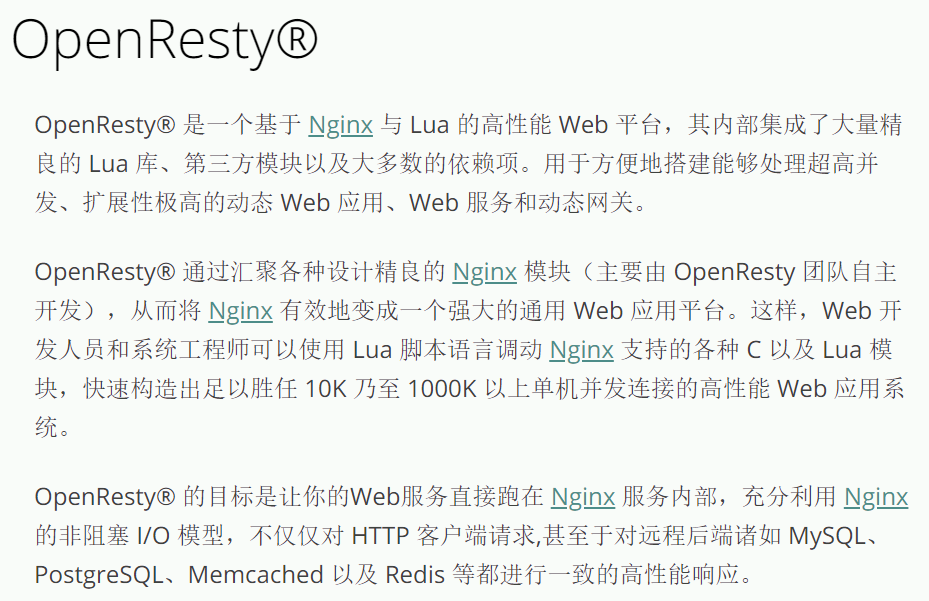 OpenResty®
OpenResty® 是一个基于 Nginx 与 Lua 的高性能 Web 平台，其内部集成了大量精
良的 Lua 库、第三方模块以及大多数的依赖项。用于方便地搭建能够处理超高并
发、扩展性极高的动态 Web 应用、Web 服务和动态网关。
OpenResty® 通过汇聚各种设计精良的 Nginx 模块（主要由 OpenResty 团队自主
开发），从而将 Nginx 有效地变成一个强大的通用 Web 应用平台。这样，Web 开
发人员和系统工程师可以使用 Lua 脚本语言调动 Nginx 支持的各种 C 以及 Lua 模
块，快速构造出足以胜任 10K 乃至 1000K 以上单机并发连接的高性能 Web 应用系
统。
OpenResty® 的目标是让你的Web服务直接跑在 Nginx 服务内部，充分利用 Nginx
的非阻塞 I/O 模型，不仅仅对 HTTP 客户端请求,甚至于对远程后端诸如 MySQL、
PostgreSQL、Memcached 以及 Redis 等都进行一致的高性能响应。